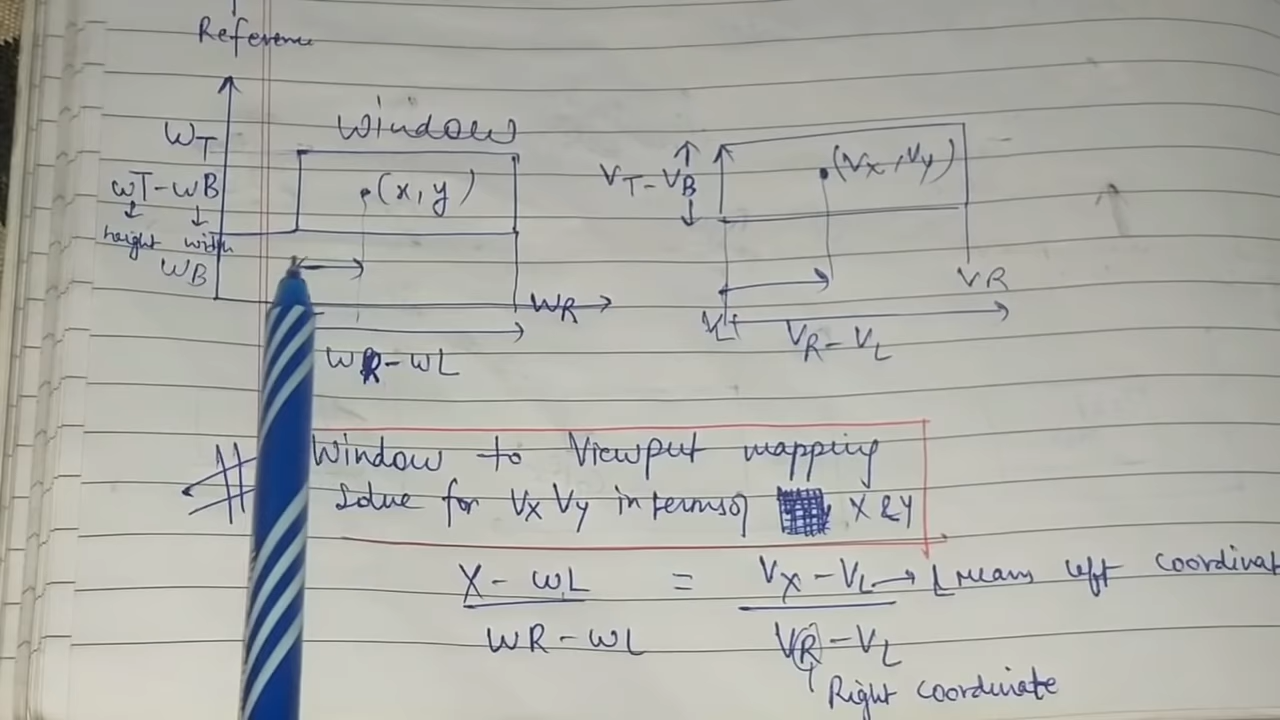 Reference
Window
WT
WT-WB
height width
WB
(x, y)
WR
WR-WL
VT-VB
(Vx, Vy)
VR
VL
VR-VL
# Window to Viewput mapping
Solve for Vx Vy in terms of X & Y
X-WL = Vx-VL → L means left coordinat
WR-WL VR-VL
Right coordinate